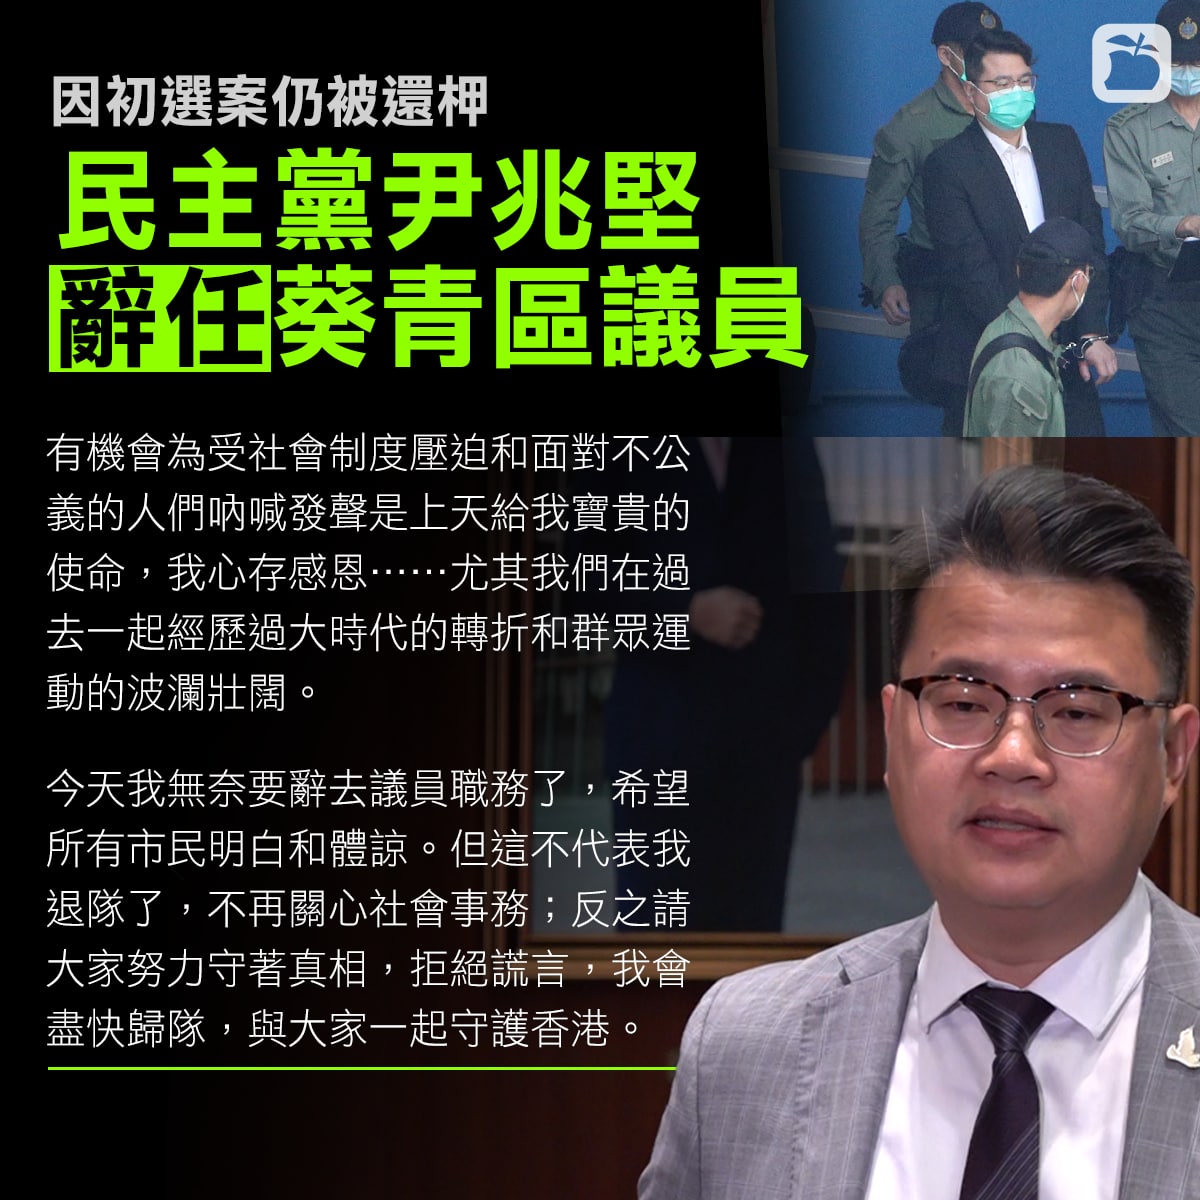 因初選案仍被還柙
民主黨尹兆堅
辭任葵青區議員
有機會為受社會制度壓迫和面對不公
義的人們吶喊發聲是上天給我寶貴的
使命，我心存感恩⋯⋯尤其我們在過
去一起經歷過大時代的轉折和群眾運
動的波瀾壯闊。
今天我無奈要辭去議員職務了，希望
所有市民明白和體諒。但這不代表我
退隊了，不再關心社會事務；反之請
大家努力守著真相，拒絕謊言，我會
盡快歸隊，與大家一起守護香港。